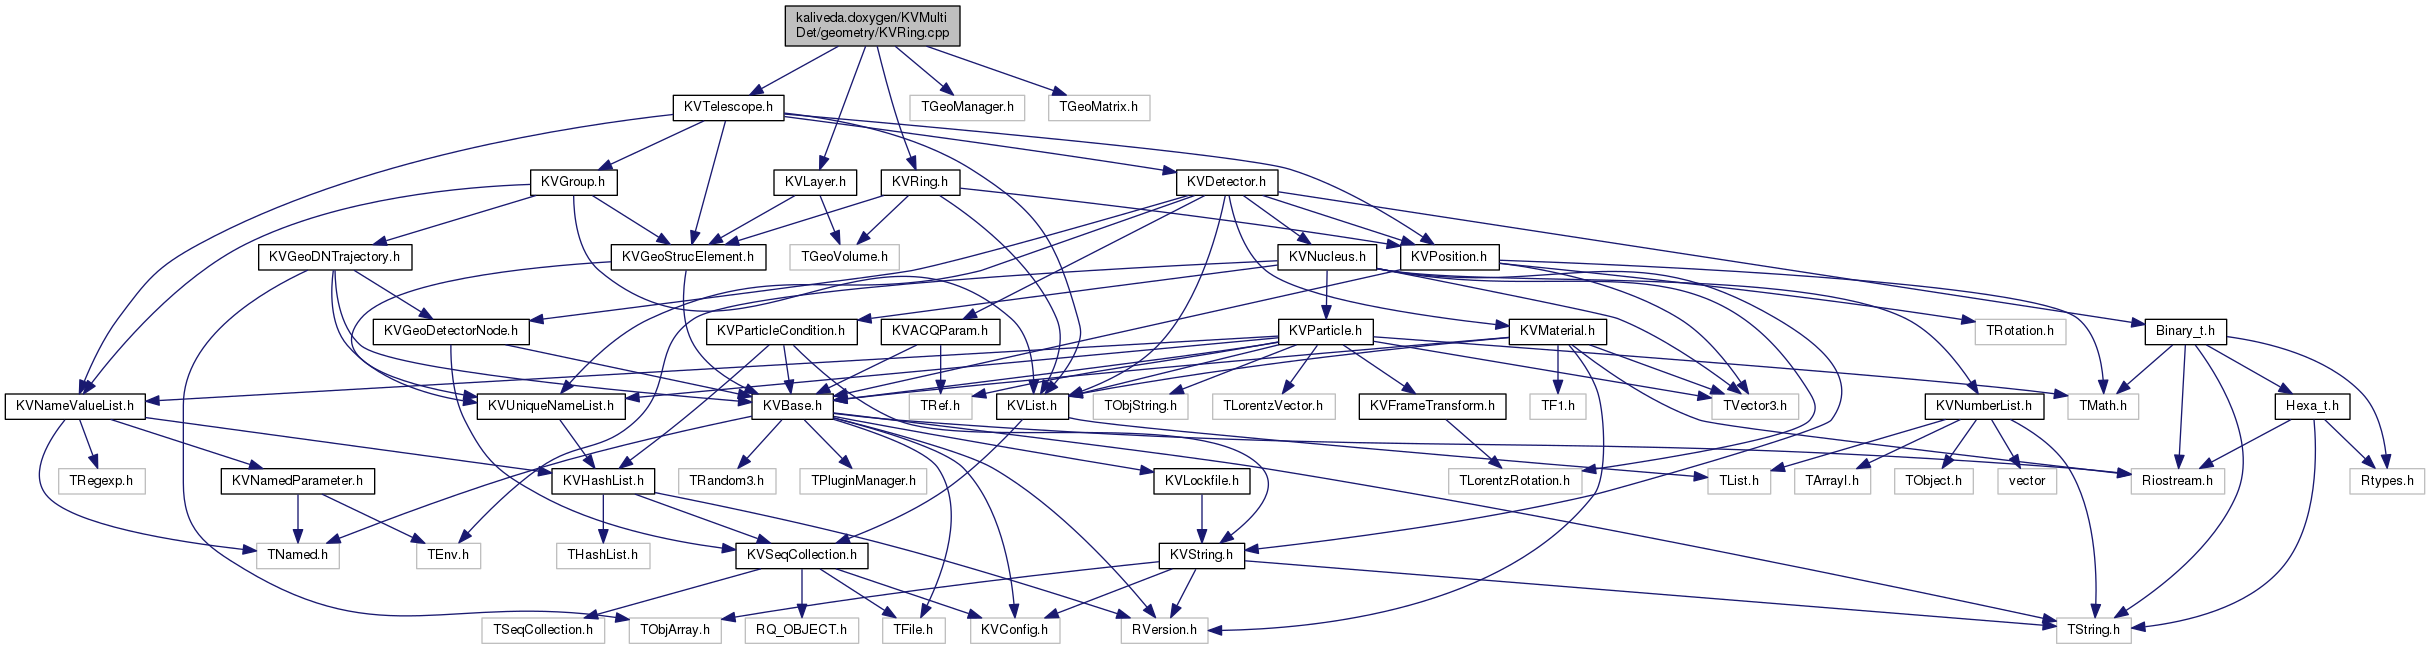 kaliveda.doxygen/KVMulti
Det/geometry/KVRing.cpp
KVTelescope.h
TGeoManager.h
TGeoMatrix.h
KVGroup.h
KVLayer.h
KVRing.h
KVDetector.h
KVGeoDNTrajectory.h
KVGeoStrucElement.h
TGeoVolume.h
KVNucleus.h
KVPosition.h
KVGeoDetectorNode.h
KVParticleCondition.h
KVACQParam.h
KVParticle.h
KVMaterial.h
TRotation.h
Binary_t.h
KVNameValueList.h
KVUniqueNameList.h
KVBase.h
TRef.h
KVList.h
TObjString.h
TLorentzVector.h
KVFrameTransform.h
TF1.h
TVector3.h
KVNumberList.h
TMath.h
Hexa_t.h
TRegexp.h
KVNamedParameter.h
KVHashList.h
TRandom3.h
TPluginManager.h
KVLockfile.h
TLorentzRotation.h
TList.h
TArrayI.h
TObject.h
vector
Riostream.h
Rtypes.h
TNamed.h
TEnv.h
THashList.h
KVSeqCollection.h
KVString.h
TSeqCollection.h
TObjArray.h
RQ_OBJECT.h
TFile.h
KVConfig.h
RVersion.h
TString.h